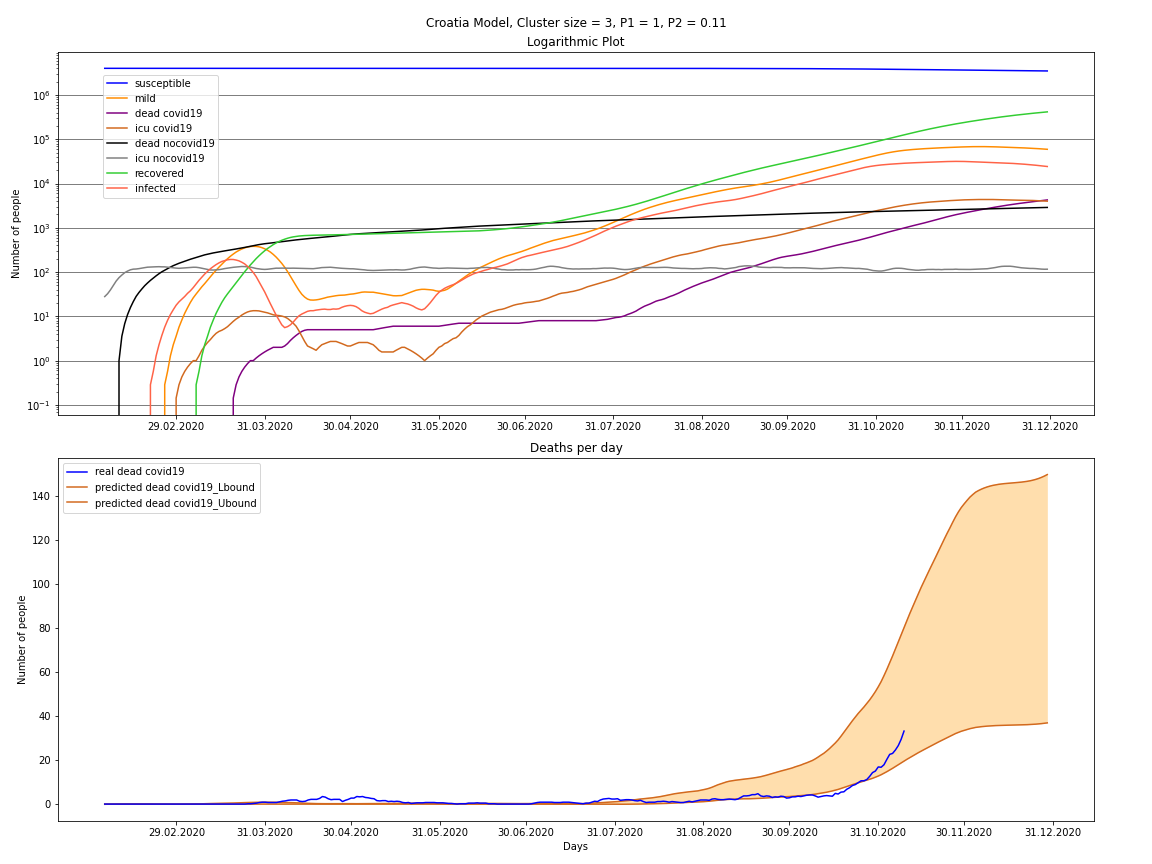 Croatia Model, Cluster size = 3, P1 = 1, P2 = 0.11
Logarithmic Plot
susceptible
mild
dead covid19
icu covid19
dead nocovid19
icu nocovid19
recovered
infected
Number of people
10⁶
10⁵
10⁴
10³
10²
10¹
10⁰
10⁻¹
29.02.2020 31.03.2020 30.04.2020 31.05.2020 30.06.2020 31.07.2020 31.08.2020 30.09.2020 31.10.2020 30.11.2020 31.12.2020
Deaths per day
real dead covid19
predicted dead covid19_Lbound
predicted dead covid19_Ubound
Number of people
140
120
100
80
60
40
20
0
29.02.2020 31.03.2020 30.04.2020 31.05.2020 30.06.2020 31.07.2020 31.08.2020 30.09.2020 31.10.2020 30.11.2020 31.12.2020
Days